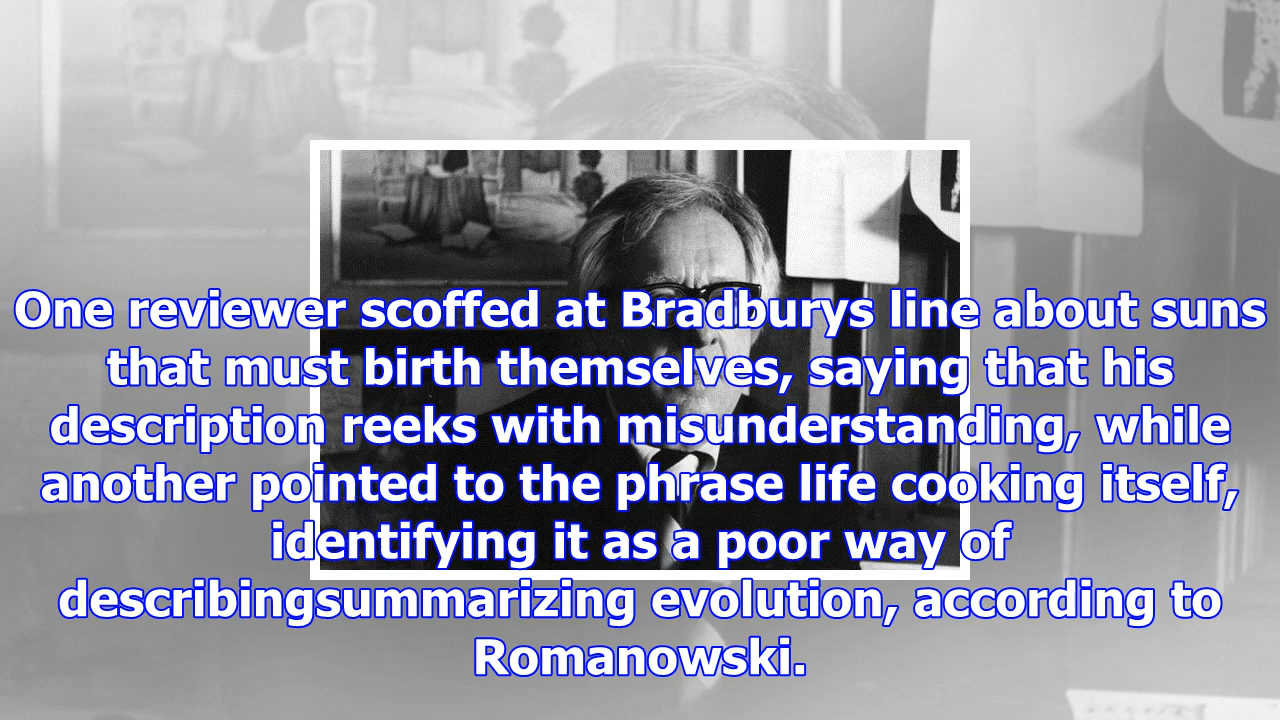 One reviewer scoffed at Bradburys line about suns
that must birth themselves, saying that his
description reeks with misunderstanding, while
another pointed to the phrase life cooking itself,
identifying it as a poor way of
describingsummarizing evolution, according to
Romanowski.